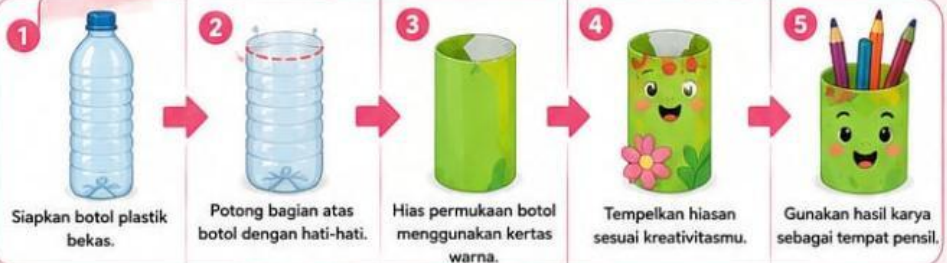 1
Siapkan botol plastik
bekas.
2
Potong bagian atas
botol dengan hati-hati.
3
Hias permukaan botol
menggunakan kertas
warna.
4
Tempelkan hiasan
sesuai kreativitasmu.
5
Gunakan hasil karya
sebagai tempat pensil.